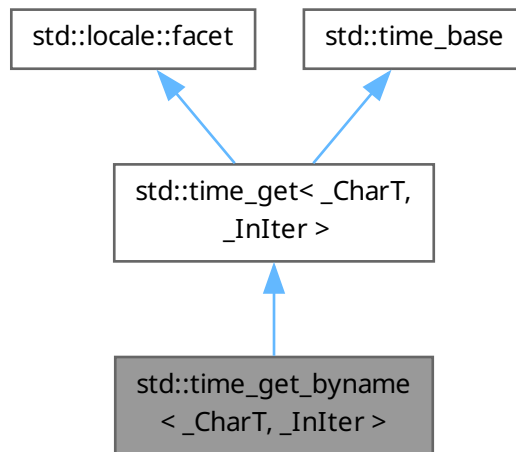 std::locale::facet
std::time_base
std::time_get< _CharT,
_InIter >
std::time_get_byname
< _CharT, _InIter >